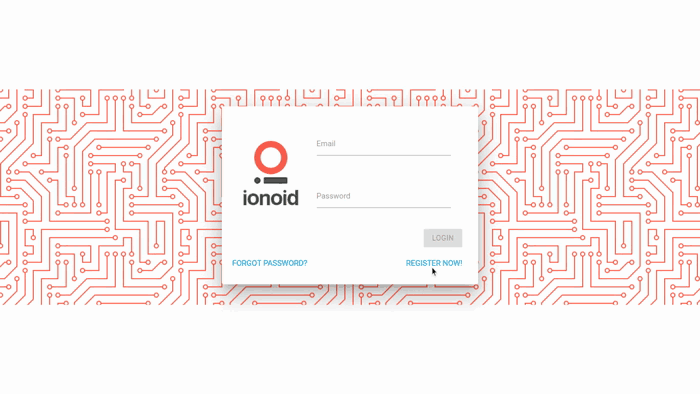 Email
ionoid
Password
LOGIN
FORGOT PASSWORD?
REGISTER NOW!